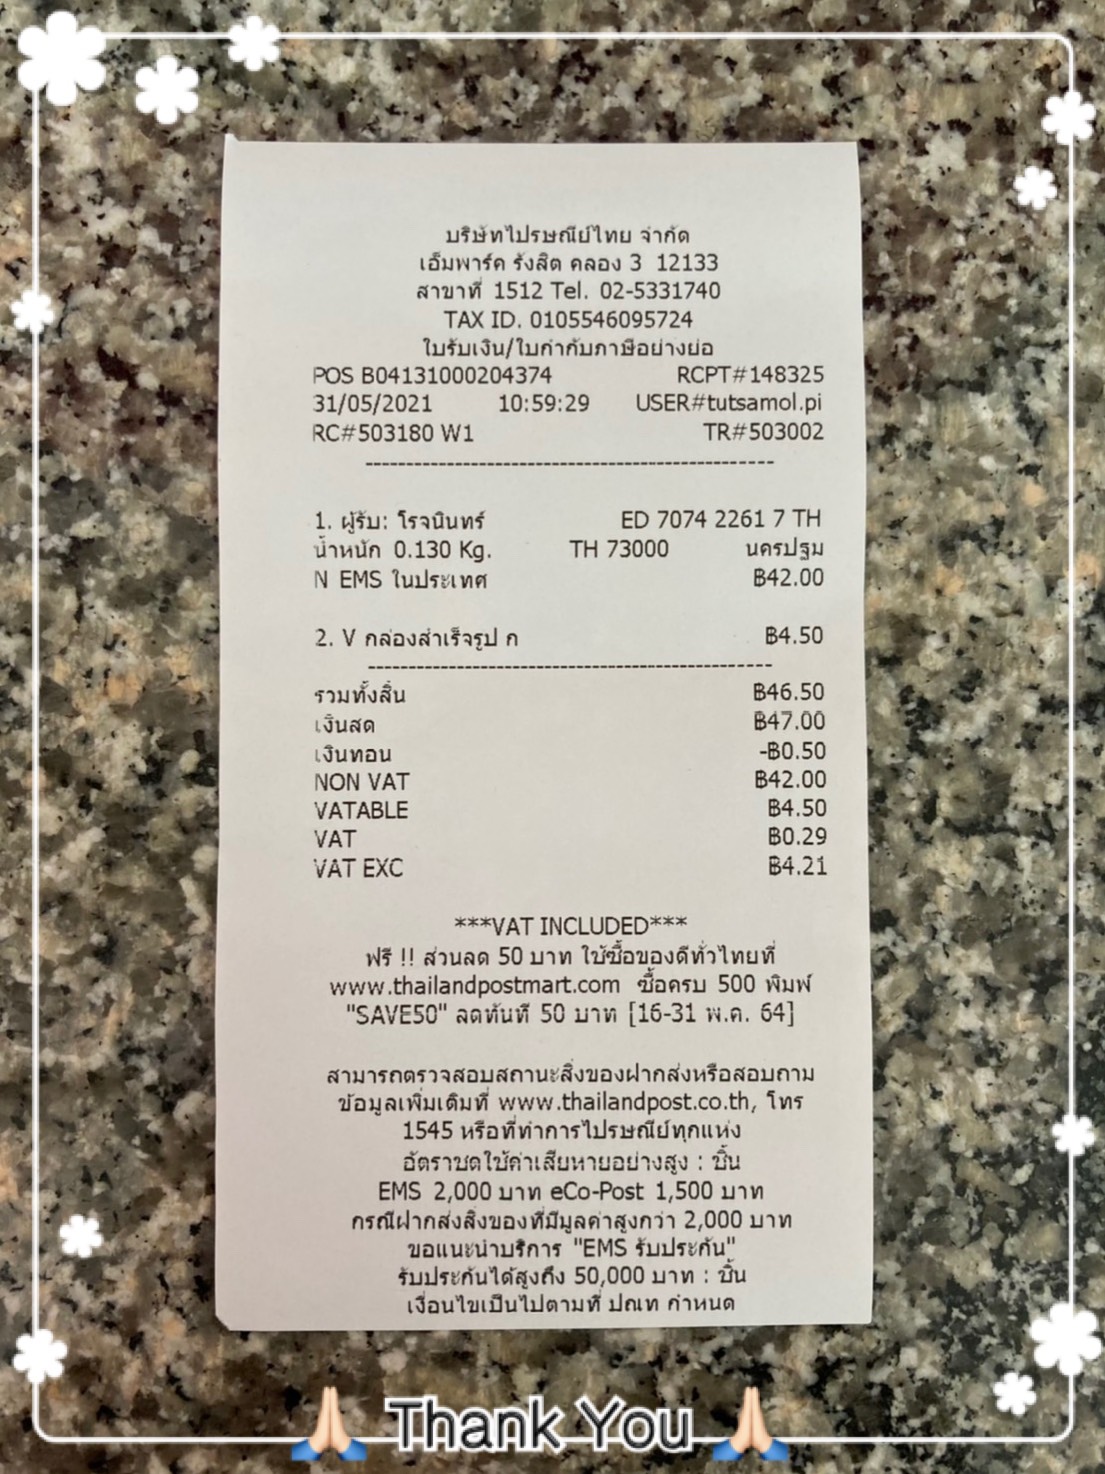 บริษัทไปรษณีย์ไทย จำกัด
เอ็มพาร์ค รังสิต คลอง 3 12133
สาขาที่ 1512 Tel. 02-5331740
TAX ID. 0105546095724
ใบรับเงิน/ใบกำกับภาษีอย่างย่อ
POS B04131000204374 RCPT#148325
31/05/2021 10:59:29 USER#tutsamol.pi
RC#503180 W1 TR#503002
1. ผู้รับ: โรจนินทร์ ED 7074 2261 7 TH
น้ำหนัก 0.130 Kg. TH 73000 นครปฐม
N EMS ในประเทศ ฿42.00
2. V กล่องสำเร็จรูป ก ฿4.50
รวมทั้งสิ้น ฿46.50
เงินสด ฿47.00
เงินทอน -฿0.50
NON VAT ฿42.00
VATABLE ฿4.50
VAT ฿0.29
VAT EXC ฿4.21
***VAT INCLUDED***
ฟรี !! ส่วนลด 50 บาท ใช้ซื้อของดีทั่วไทยที่
www.thailandpostmart.com ซื้อครบ 500 พิมพ์
"SAVE50" ลดทันที 50 บาท [16-31 พ.ค. 64]
สามารถตรวจสอบสถานะสิ่งของฝากส่งหรือสอบถาม
ข้อมูลเพิ่มเติมที่ www.thailandpost.co.th, โทร
1545 หรือที่ทำการไปรษณีย์ทุกแห่ง
อัตราชดใช้ค่าเสียหายอย่างสูง : ชิ้น
EMS 2,000 บาท eCo-Post 1,500 บาท
กรณีฝากส่งสิ่งของที่มีมูลค่าสูงกว่า 2,000 บาท
ขอแนะนำบริการ "EMS รับประกัน"
รับประกันได้สูงถึง 50,000 บาท : ชิ้น
เงื่อนไขเป็นไปตามที่ ปณท กำหนด
Thank You